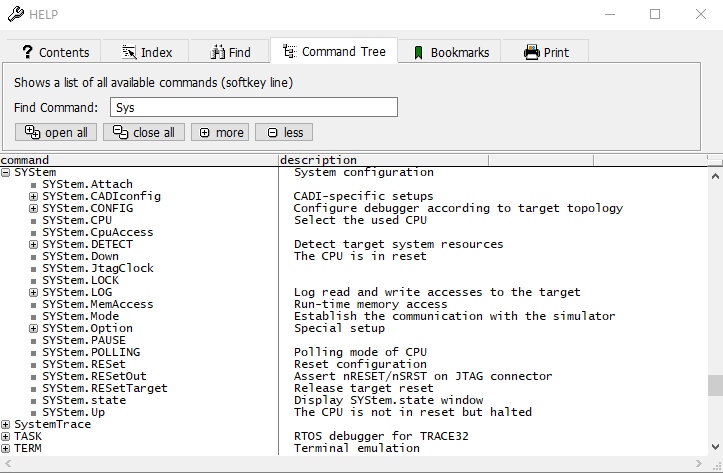 HELP
Contents Index Find Command Tree Bookmarks Print
Shows a list of all available commands (softkey line)
Find Command: Sys
open all close all more less
command description
SYStem System configuration
SYStem.Attach
SYStem.CADIconfig CADI-specific setups
SYStem.CONFIG Configure debugger according to target topology
SYStem.CPU Select the used CPU
SYStem.CpuAccess
SYStem.DETECT Detect target system resources
SYStem.Down The CPU is in reset
SYStem.JtagClock
SYStem.LOCK
SYStem.LOG Log read and write accesses to the target
SYStem.MemAccess Run-time memory access
SYStem.Mode Establish the communication with the simulator
SYStem.Option Special setup
SYStem.PAUSE
SYStem.POLLING Polling mode of CPU
SYStem.RESet Reset configuration
SYStem.RESetOut Assert nRESET/nSRST on JTAG connector
SYStem.RESetTarget Release target reset
SYStem.state Display SYStem.state window
SYStem.Up The CPU is not in reset but halted
SystemTrace
TASK RTOS debugger for TRACE32
TERM Terminal emulation